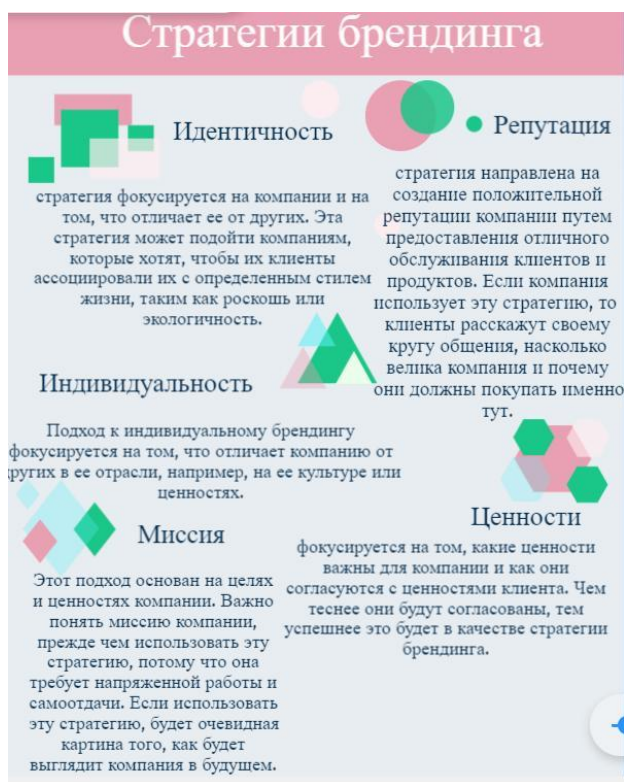 Стратегии брендинга
Идентичность
стратегия фокусируется на компании и на
том, что отличает ее от других. Эта
стратегия может подойти компаниям,
которые хотят, чтобы их клиенты
ассоциировали их с определенным стилем
жизни, таким как роскошь или
экологичность.
Репутация
стратегия направлена на
создание положительной
репутации компании путем
предоставления отличного
обслуживания клиентов и
продуктов. Если компания
использует эту стратегию, то
клиенты расскажут своему
кругу общения, насколько
велика компания и почему
они должны покупать именно
тут.
Индивидуальность
Подход к индивидуальному брендингу
фокусируется на том, что отличает компанию от
других в ее отрасли, например, на ее культуре или
ценностях.
Миссия
Этот подход основан на целях
и ценностях компании. Важно
понять миссию компании,
прежде чем использовать эту
стратегию, потому что она
требует напряженной работы и
самоотдачи. Если использовать
эту стратегию, будет очевидная
картина того, как будет
выглядит компания в будущем.
Ценности
фокусируется на том, какие ценности
важны для компании и как они
согласуются с ценностями клиента. Чем
теснее они будут согласованы, тем
успешнее это будет в качестве стратегии
брендинга.